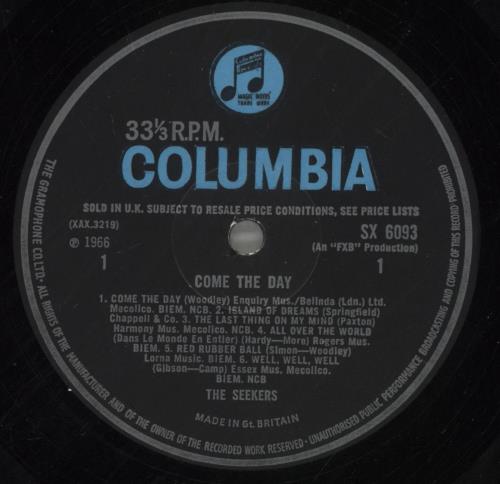 MAGIC NOTES
TRADE MARK
33⅓ R.P.M.
COLUMBIA
SOLD IN U.K. SUBJECT TO RESALE PRICE CONDITIONS, SEE PRICE LISTS
(XAX.3219)
SX 6093
℗ 1966
(An "FXB" Production)
1
1
COME THE DAY
1. COME THE DAY (Woodley) Enquiry Mus./Belinda (Ldn.) Ltd.
Mecolico. BIEM. NCB. 2. ISLAND OF DREAMS (Springfield)
Chappell & Co. 3. THE LAST THING ON MY MIND (Paxton)
Harmony Mus. Mecolico. NCB. 4. ALL OVER THE WORLD
(Dans Le Monde En Entier) (Hardy—More) Rogers Mus.
BIEM. 5. RED RUBBER BALL (Simon—Woodley)
Lorna Music. BIEM. 6. WELL, WELL, WELL
(Gibson—Camp) Essex Mus. Mecolico.
BIEM. NCB
THE SEEKERS
MADE IN Gt. BRITAIN
THE GRAMOPHONE CO. LTD. · ALL RIGHTS OF THE MANUFACTURER AND OF THE OWNER OF THE RECORDED WORK RESERVED · UNAUTHORISED PUBLIC PERFORMANCE BROADCASTING AND COPYING OF THIS RECORD PROHIBITED